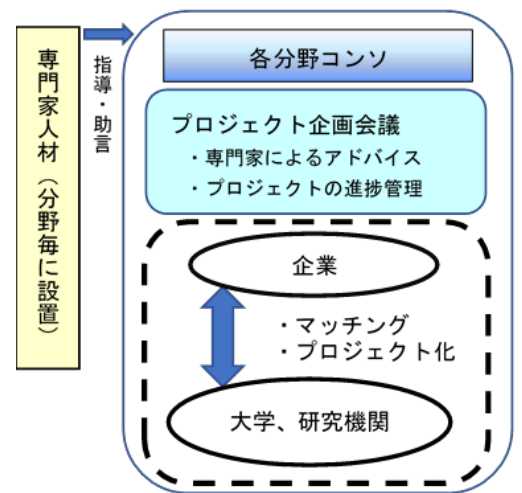 専門家人材（分野毎に設置）
指導・助言
各分野コンソ
プロジェクト企画会議
・専門家によるアドバイス
・プロジェクトの進捗管理
企業
・マッチング
・プロジェクト化
大学、研究機関